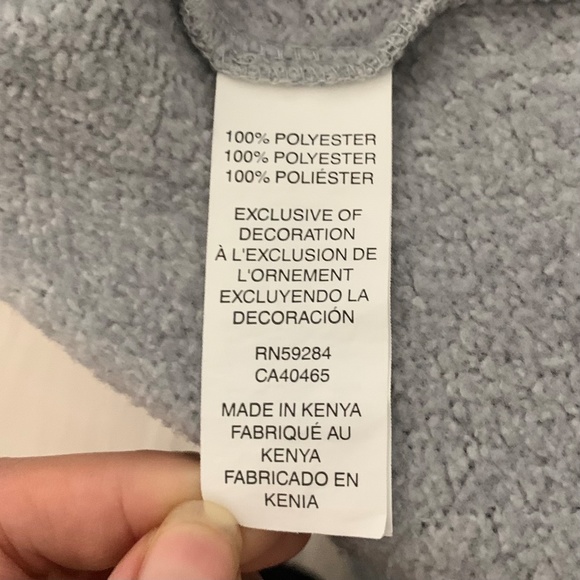 100% POLYESTER
100% POLYESTER
100% POLIÉSTER
EXCLUSIVE OF
DECORATION
À L'EXCLUSION DE
L'ORNEMENT
EXCLUYENDO LA
DECORACIÓN
RN59284
CA40465
MADE IN KENYA
FABRIQUÉ AU
KENYA
FABRICADO EN
KENIA